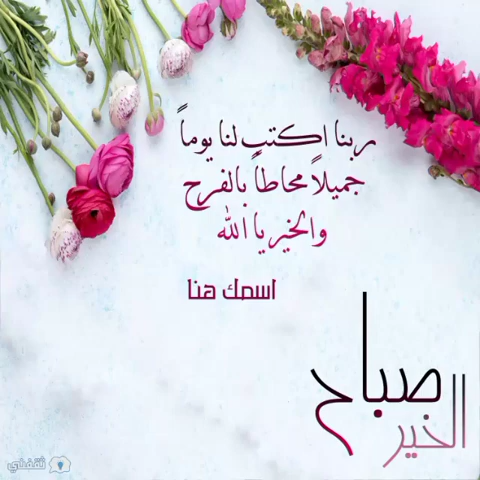 ربنا اكتب لنا يوماً
جميلاً محاطاً بالفرح
والخير يا الله
اسمك هنا
صباح
الخير
ثقفني